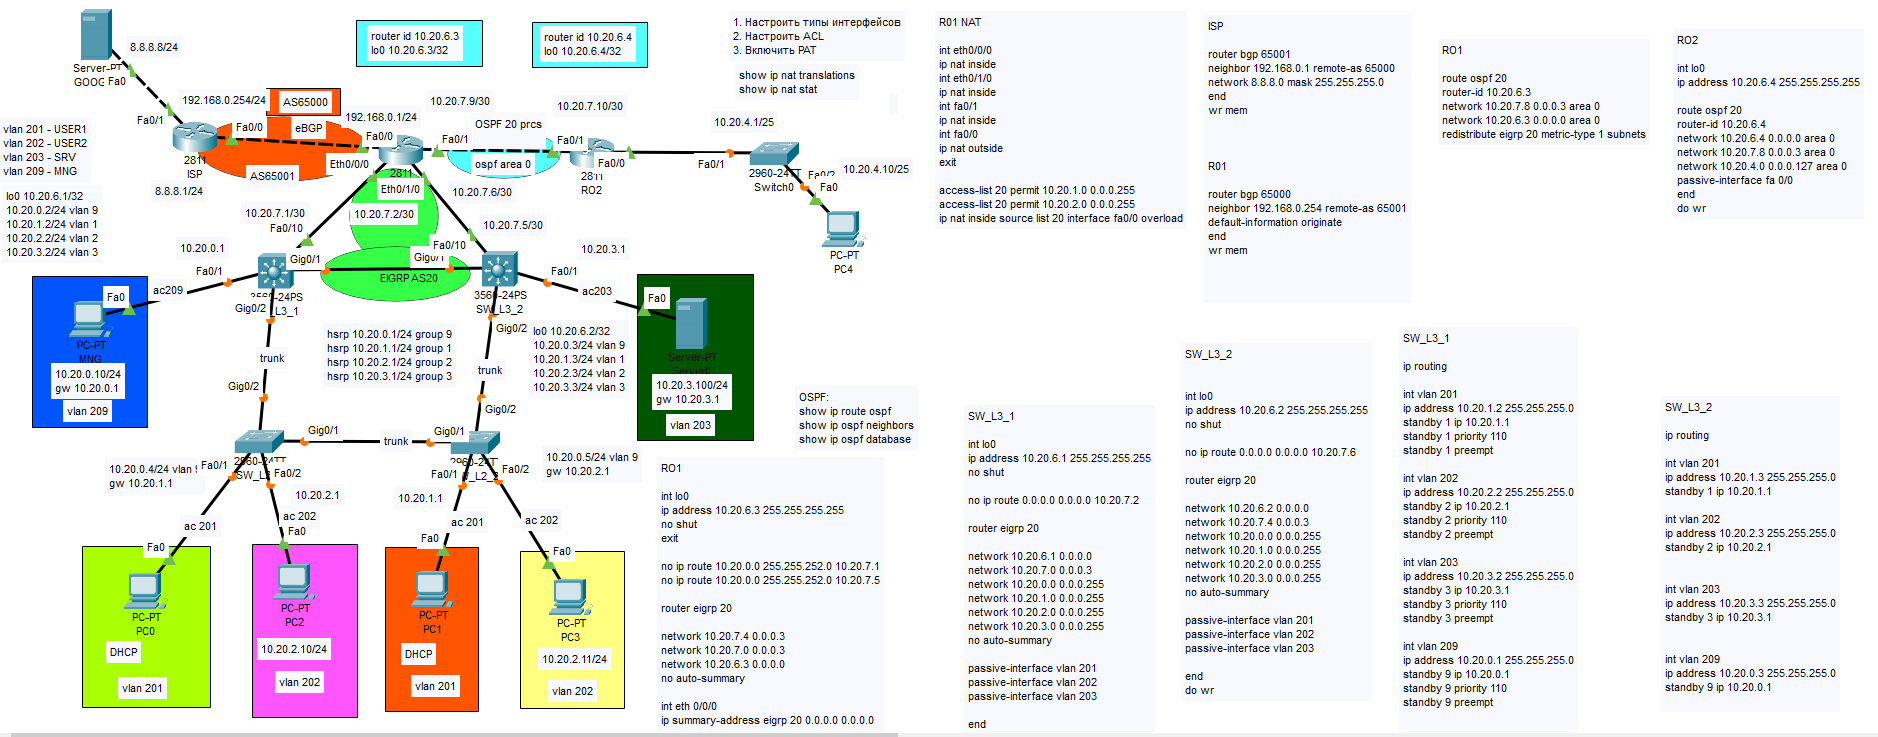 8.8.8.8/24
Server-PT
GOOG
Fa0
192.168.0.254/24
AS65000
router id 10.20.6.3
lo0 10.20.6.3/32
router id 10.20.6.4
lo0 10.20.6.4/32
1. Настроить типы интерфейсов
2. Настроить ACL
3. Включить PAT
show ip nat translations
show ip nat stat
vlan 201 - USER1
vlan 202 - USER2
vlan 203 - SRV
vlan 209 - MNG
Fa0/1
Fa0/0
eBGP
192.168.0.1/24
Fa0/0
10.20.7.9/30
Fa0/1
OSPF 20 prcs
10.20.7.10/30
Fa0/1
ospf area 0
2811
ISP
AS65001
8.8.8.1/24
Eth0/0/0
2811
Eth0/1/0
Fa0/0
2811
RO2
10.20.4.1/25
Fa0/1
2960-24TT
Switch0
Fa0/2
10.20.4.10/25
Fa0
PC-PT
PC4
lo0 10.20.6.1/32
10.20.0.2/24 vlan 9
10.20.1.2/24 vlan 1
10.20.2.2/24 vlan 2
10.20.3.2/24 vlan 3
10.20.7.1/30
Fa0/10
10.20.7.2/30
10.20.7.6/30
10.20.7.5/30
Fa0/10
10.20.0.1
Fa0/1
Gig0/1
Gig0/1
EIGRP AS20
10.20.3.1
Fa0/1
3560-24PS
L3_1
3560-24PS
SW_L3_2
ac209
Fa0
PC-PT
MNG
10.20.0.10/24
gw 10.20.0.1
vlan 209
ac203
Fa0
Server-PT
Server0
10.20.3.100/24
gw 10.20.3.1
vlan 203
Gig0/2
trunk
Gig0/2
hsrp 10.20.0.1/24 group 9
hsrp 10.20.1.1/24 group 1
hsrp 10.20.2.1/24 group 2
hsrp 10.20.3.1/24 group 3
Gig0/2
trunk
Gig0/2
lo0 10.20.6.2/32
10.20.0.3/24 vlan 9
10.20.1.3/24 vlan 1
10.20.2.3/24 vlan 2
10.20.3.3/24 vlan 3
Gig0/1
trunk
Gig0/1
10.20.0.4/24 vlan
gw 10.20.1.1
Fa0/1
2960-24TT
Fa0/2
10.20.2.1
10.20.1.1
Fa0/1
Fa0/2
10.20.0.5/24 vlan 9
gw 10.20.2.1
ac 201
ac 202
ac 201
ac 202
Fa0
PC-PT
PC0
DHCP
vlan 201
Fa0
PC-PT
PC2
10.20.2.10/24
vlan 202
Fa0
PC-PT
PC1
DHCP
vlan 201
Fa0
PC-PT
PC3
10.20.2.11/24
vlan 202
OSPF:
show ip route ospf
show ip ospf neighbors
show ip ospf database
RO1
int lo0
ip address 10.20.6.3 255.255.255.255
no shut
exit
no ip route 10.20.0.0 255.255.252.0 10.20.7.1
no ip route 10.20.0.0 255.255.252.0 10.20.7.5
router eigrp 20
network 10.20.7.4 0.0.0.3
network 10.20.7.0 0.0.0.3
network 10.20.6.3 0.0.0.0
no auto-summary
int eth 0/0/0
ip summary-address eigrp 20 0.0.0.0 0.0.0.0
R01 NAT
int eth0/0/0
ip nat inside
int eth0/1/0
ip nat inside
int fa0/1
ip nat inside
int fa0/0
ip nat outside
exit
access-list 20 permit 10.20.1.0 0.0.0.255
access-list 20 permit 10.20.2.0 0.0.0.255
ip nat inside source list 20 interface fa0/0 overload
SW_L3_1
int lo0
ip address 10.20.6.1 255.255.255.255
no shut
no ip route 0.0.0.0 0.0.0.0 10.20.7.2
router eigrp 20
network 10.20.6.1 0.0.0.0
network 10.20.7.0 0.0.0.3
network 10.20.0.0 0.0.0.255
network 10.20.1.0 0.0.0.255
network 10.20.2.0 0.0.0.255
network 10.20.3.0 0.0.0.255
no auto-summary
passive-interface vlan 201
passive-interface vlan 202
passive-interface vlan 203
end
ISP
router bgp 65001
neighbor 192.168.0.1 remote-as 65000
network 8.8.8.0 mask 255.255.255.0
end
wr mem
R01
router bgp 65000
neighbor 192.168.0.254 remote-as 65001
default-information originate
end
wr mem
SW_L3_2
int lo0
ip address 10.20.6.2 255.255.255.255
no shut
no ip route 0.0.0.0 0.0.0.0 10.20.7.6
router eigrp 20
network 10.20.6.2 0.0.0.0
network 10.20.7.4 0.0.0.3
network 10.20.0.0 0.0.0.255
network 10.20.1.0 0.0.0.255
network 10.20.2.0 0.0.0.255
network 10.20.3.0 0.0.0.255
no auto-summary
passive-interface vlan 201
passive-interface vlan 202
passive-interface vlan 203
end
do wr
RO1
route ospf 20
router-id 10.20.6.3
network 10.20.7.8 0.0.0.3 area 0
network 10.20.6.3 0.0.0.0 area 0
redistribute eigrp 20 metric-type 1 subnets
SW_L3_1
ip routing
int vlan 201
ip address 10.20.1.2 255.255.255.0
standby 1 ip 10.20.1.1
standby 1 priority 110
standby 1 preempt
int vlan 202
ip address 10.20.2.2 255.255.255.0
standby 2 ip 10.20.2.1
standby 2 priority 110
standby 2 preempt
int vlan 203
ip address 10.20.3.2 255.255.255.0
standby 3 ip 10.20.3.1
standby 3 priority 110
standby 3 preempt
int vlan 209
ip address 10.20.0.1 255.255.255.0
standby 9 ip 10.20.0.1
standby 9 priority 110
standby 9 preempt
RO2
int lo0
ip address 10.20.6.4 255.255.255.255
route ospf 20
router-id 10.20.6.4
network 10.20.6.4 0.0.0.0 area 0
network 10.20.7.8 0.0.0.3 area 0
network 10.20.4.0 0.0.0.127 area 0
passive-interface fa 0/0
end
do wr
SW_L3_2
ip routing
int vlan 201
ip address 10.20.1.3 255.255.255.0
standby 1 ip 10.20.1.1
int vlan 202
ip address 10.20.2.3 255.255.255.0
standby 2 ip 10.20.2.1
int vlan 203
ip address 10.20.3.3 255.255.255.0
standby 3 ip 10.20.3.1
int vlan 209
ip address 10.20.0.3 255.255.255.0
standby 9 ip 10.20.0.1